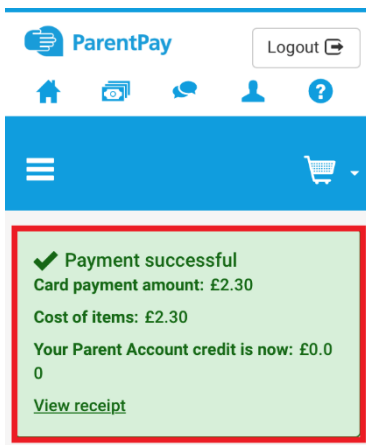 ParentPay
Logout
Payment successful
Card payment amount: £2.30
Cost of items: £2.30
Your Parent Account credit is now: £0.0
0
View receipt